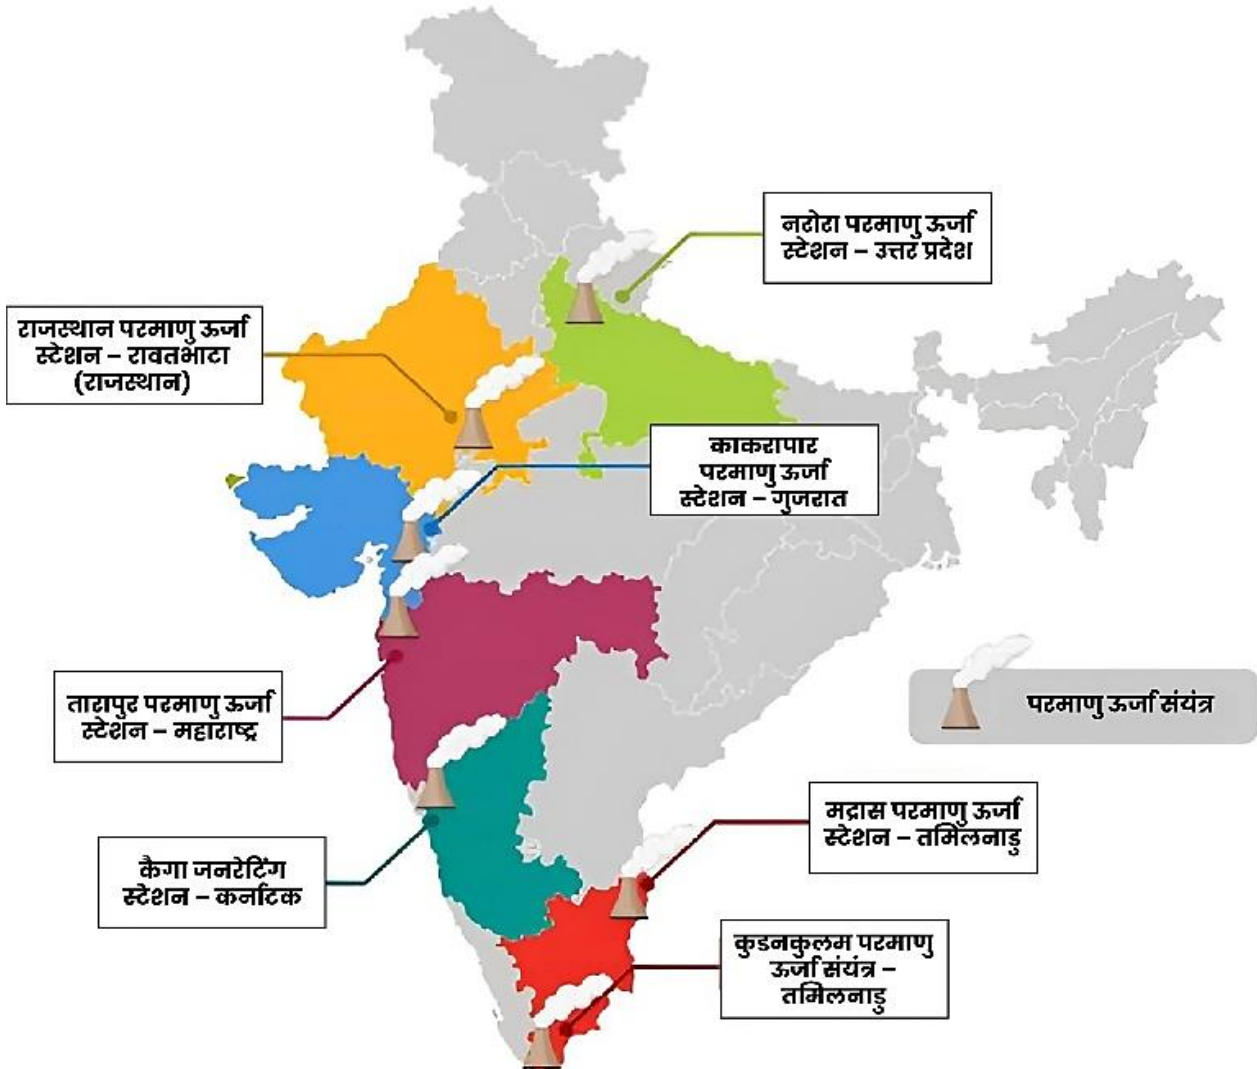 नरोरा परमाणु ऊर्जा
स्टेशन – उत्तर प्रदेश
राजस्थान परमाणु ऊर्जा
स्टेशन – रावतभाटा
(राजस्थान)
काकरापार
परमाणु ऊर्जा
स्टेशन – गुजरात
तारापुर परमाणु ऊर्जा
स्टेशन – महाराष्ट्र
परमाणु ऊर्जा संयंत्र
मद्रास परमाणु ऊर्जा
स्टेशन – तमिलनाडु
कैगा जनरेटिंग
स्टेशन – कर्नाटक
कुडनकुलम परमाणु
ऊर्जा संयंत्र –
तमिलनाडु